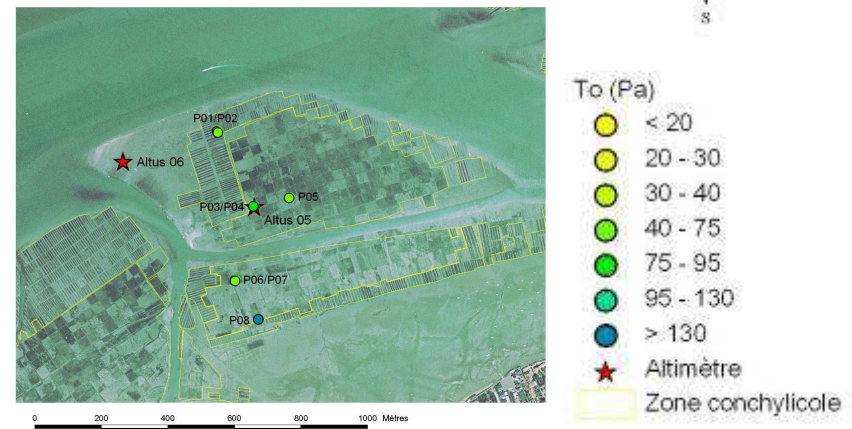 S
P01/P02
Altus 06
P05
P03/P04
Altus 05
P06/P07
P08
0 200 400 600 800 1000 Mètres
To (Pa)
< 20
20 - 30
30 - 40
40 - 75
75 - 95
95 - 130
> 130
Altimètre
Zone conchylicole